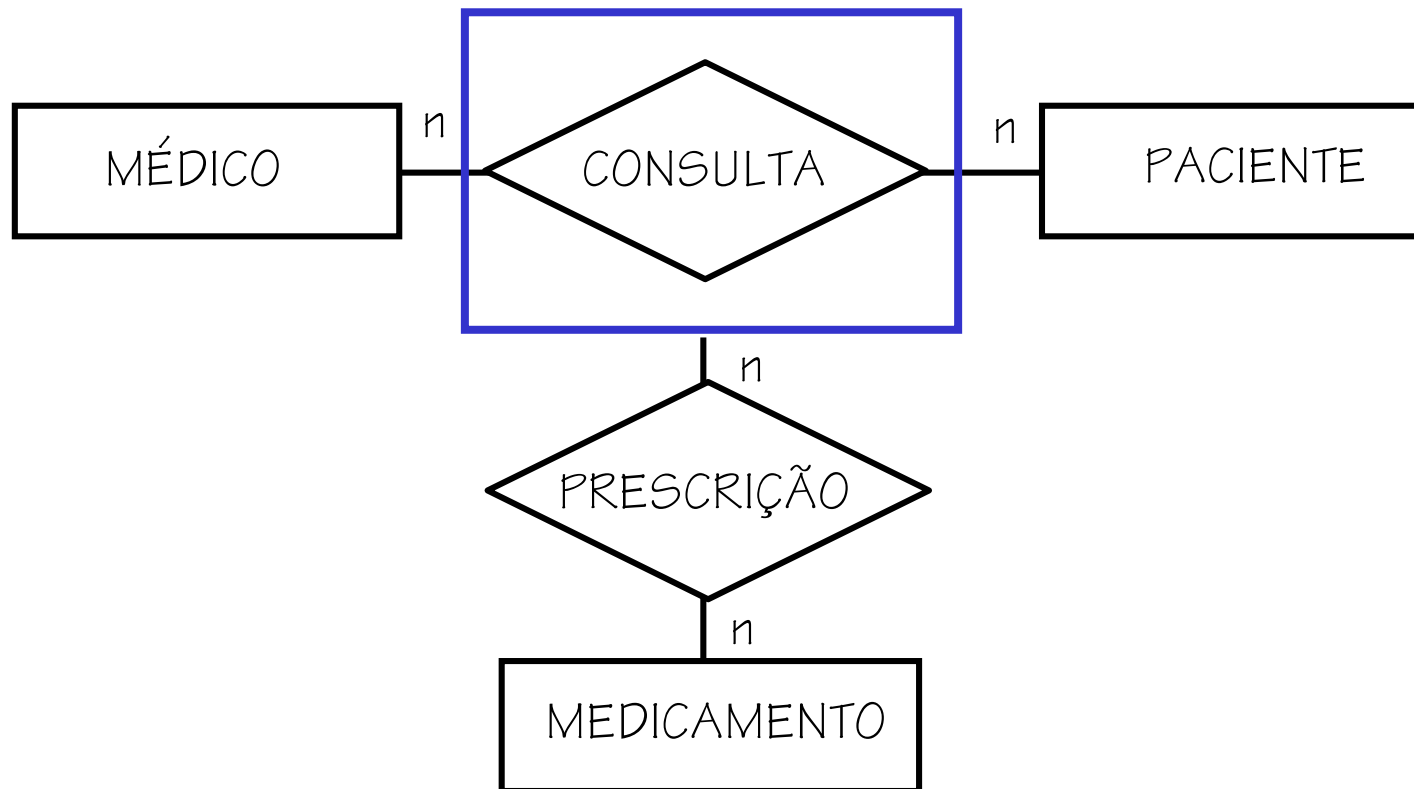 n
n
MÉDICO
CONSULTA
PACIENTE
n
PRESCRIÇÃO
n
MEDICAMENTO